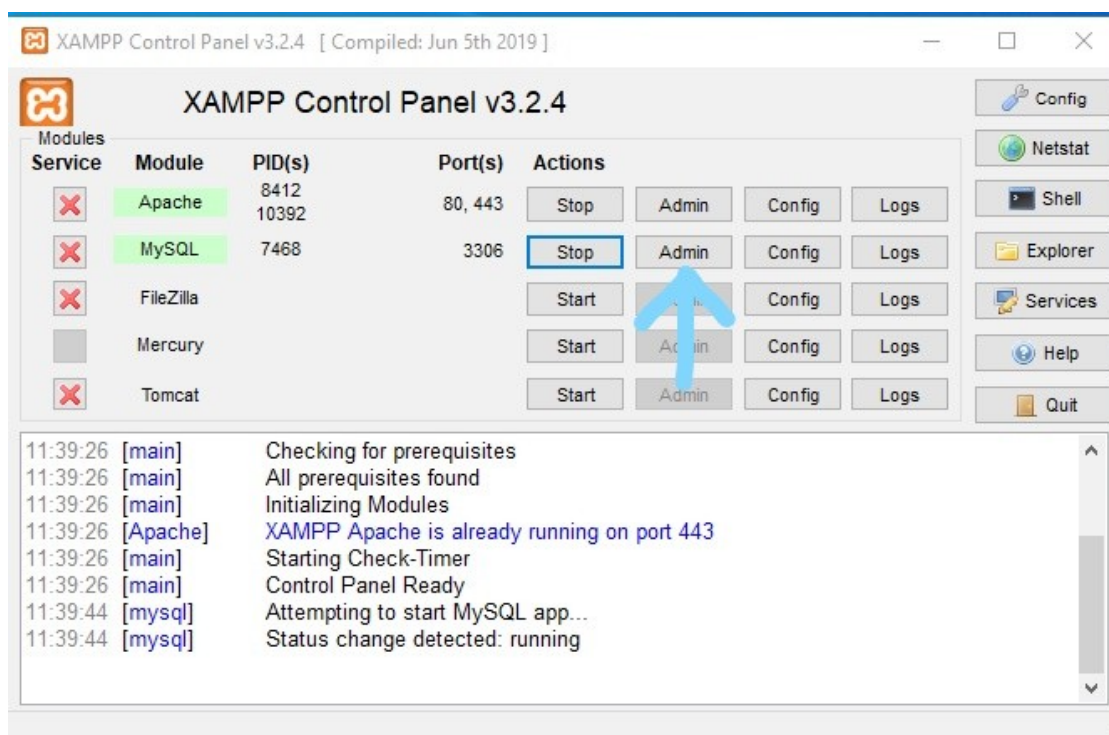 XAMPP Control Panel v3.2.4 [ Compiled: Jun 5th 2019 ]
XAMPP Control Panel v3.2.4
Config
Modules
Service Module PID(s) Port(s) Actions
Netstat
Apache 8412 80, 443 Stop Admin Config Logs
10392
Shell
MySQL 7468 3306 Stop Admin Config Logs
Explorer
FileZilla Start Config Logs
Services
Mercury Start Config Logs
Help
Tomcat Start Admin Config Logs
Quit
11:39:26 [main] Checking for prerequisites
11:39:26 [main] All prerequisites found
11:39:26 [main] Initializing Modules
11:39:26 [Apache] XAMPP Apache is already running on port 443
11:39:26 [main] Starting Check-Timer
11:39:26 [main] Control Panel Ready
11:39:44 [mysql] Attempting to start MySQL app...
11:39:44 [mysql] Status change detected: running